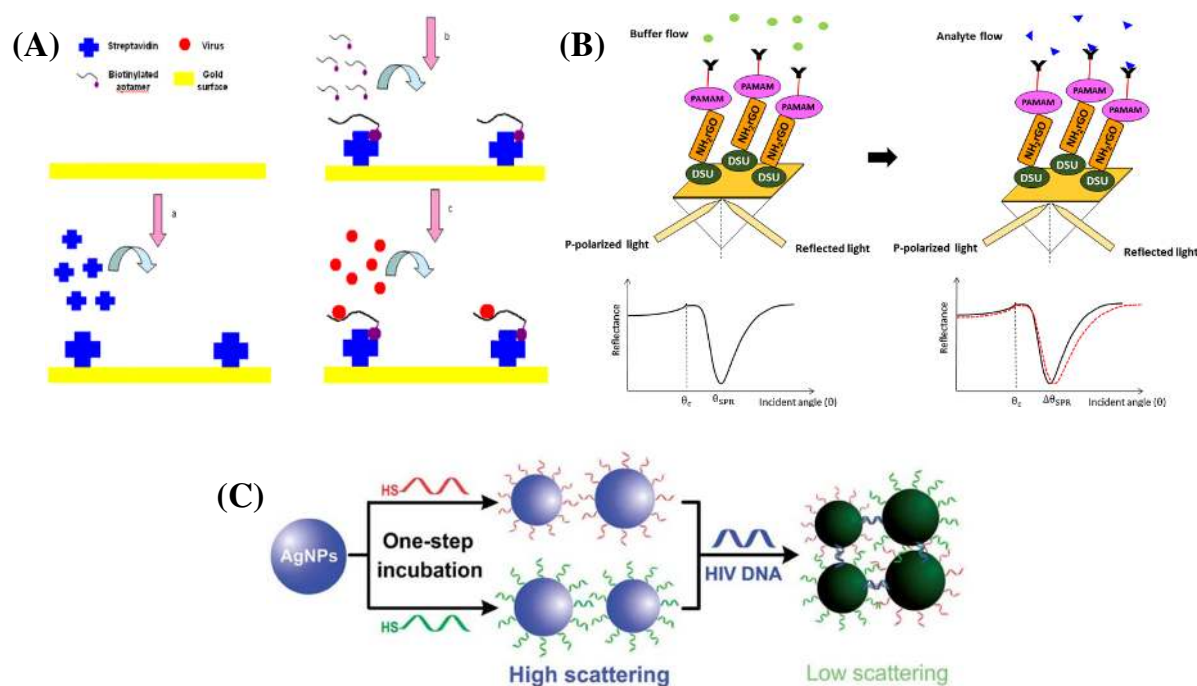 (A)
Streptavidin
Virus
Biotinylated
aptamer
Gold
surface
a
b
c
(B)
Buffer flow
PAMAM
PAMAM
PAMAM
NH₂rGO
NH₂rGO
NH₂rGO
DSU
DSU
DSU
P-polarized light
Reflected light
Reflectance
θc
θSPR
Incident angle (θ)
Analyte flow
PAMAM
PAMAM
PAMAM
NH₂rGO
NH₂rGO
NH₂rGO
DSU
DSU
DSU
P-polarized light
Reflected light
Reflectance
θc
ΔθSPR
Incident angle (θ)
(C)
AgNPs
HS
One-step
incubation
HS
High scattering
HIV DNA
Low scattering